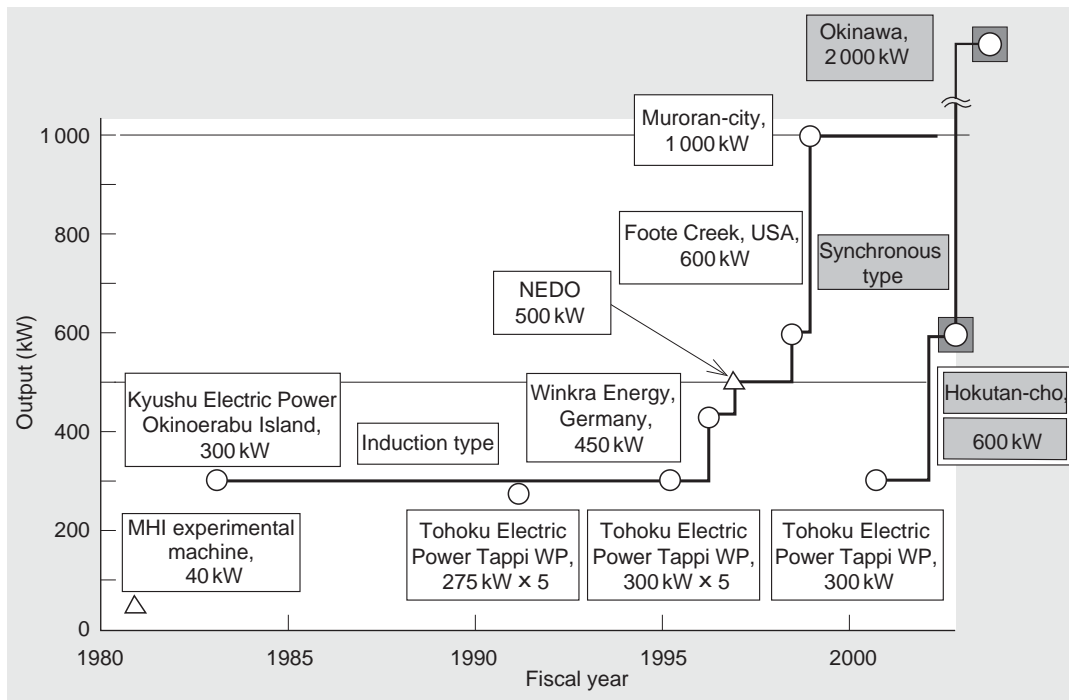 Okinawa,
2 000 kW
Muroran-city,
1 000 kW
Foote Creek, USA,
600 kW
Synchronous
type
NEDO
500 kW
Kyushu Electric Power
Okinoerabu Island,
300 kW
Induction type
Winkra Energy,
Germany,
450 kW
Hokutan-cho,
600 kW
MHI experimental
machine,
40 kW
Tohoku Electric
Power Tappi WP,
275 kW × 5
Tohoku Electric
Power Tappi WP,
300 kW × 5
Tohoku Electric
Power Tappi WP,
300 kW
Output (kW)
1 000
800
600
400
200
0
1980
1985
1990
1995
2000
Fiscal year